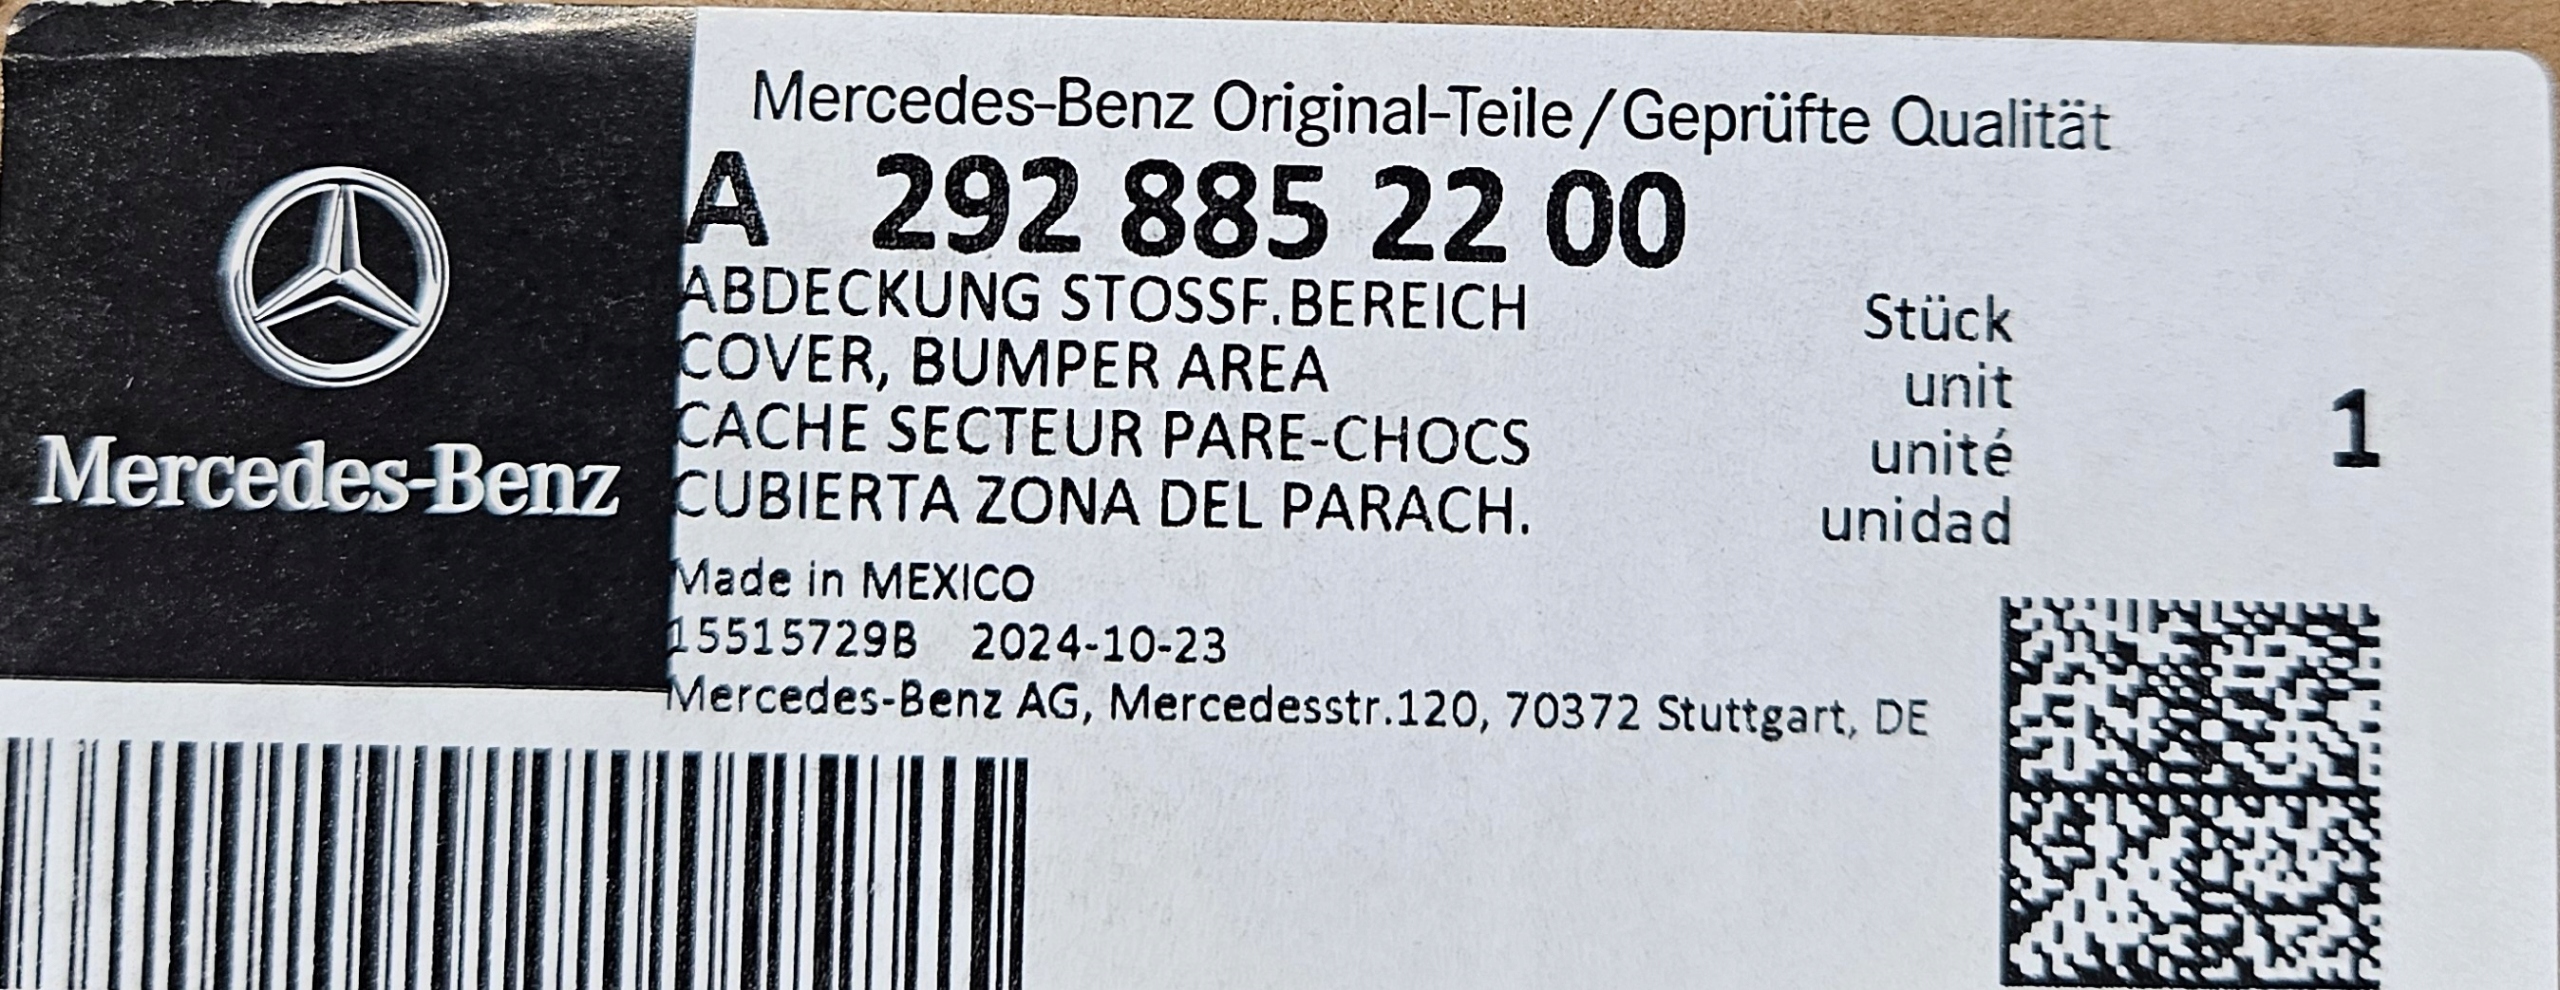 Mercedes-Benz Original-Teile/Geprüfte Qualität
A 292 885 22 00
ABDECKUNG STOSSF.BEREICH
COVER, BUMPER AREA
CACHE SECTEUR PARE-CHOCS
CUBIERTA ZONA DEL PARACH.
Stück
unit
unité
unidad
1
Mercedes-Benz
Made in MEXICO
15515729B 2024-10-23
Mercedes-Benz AG, Mercedesstr.120, 70372 Stuttgart, DE